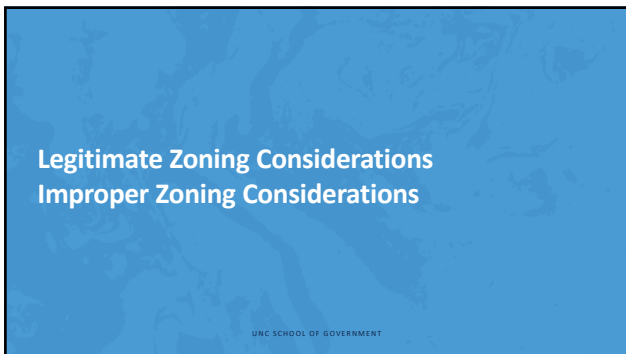 Legitimate Zoning Considerations
Improper Zoning Considerations
UNC SCHOOL OF GOVERNMENT